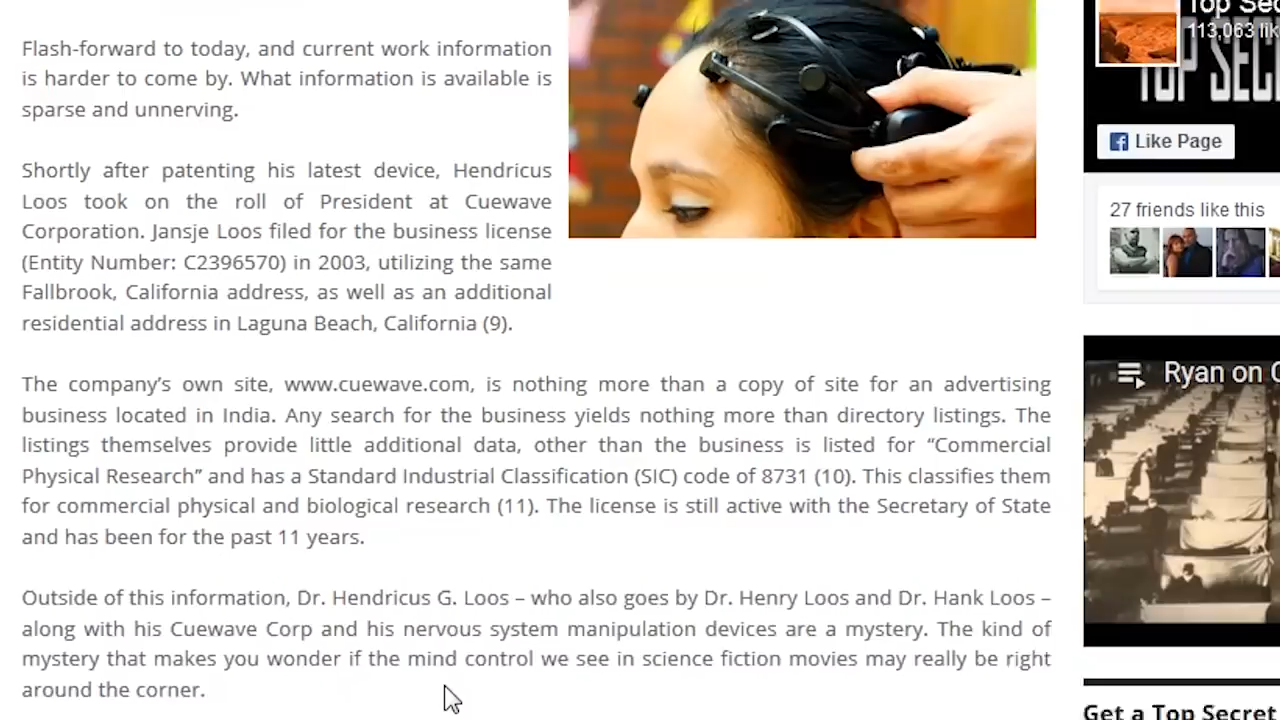 Flash-forward to today, and current work information
is harder to come by. What information is available is
sparse and unnerving.
Shortly after patenting his latest device, Hendricus
Loos took on the roll of President at Cuewave
Corporation. Jansje Loos filed for the business license
(Entity Number: C2396570) in 2003, utilizing the same
Fallbrook, California address, as well as an additional
residential address in Laguna Beach, California (9).
The company’s own site, www.cuewave.com, is nothing more than a copy of site for an advertising
business located in India. Any search for the business yields nothing more than directory listings. The
listings themselves provide little additional data, other than the business is listed for “Commercial
Physical Research” and has a Standard Industrial Classification (SIC) code of 8731 (10). This classifies them
for commercial physical and biological research (11). The license is still active with the Secretary of State
and has been for the past 11 years.
Outside of this information, Dr. Hendricus G. Loos – who also goes by Dr. Henry Loos and Dr. Hank Loos –
along with his Cuewave Corp and his nervous system manipulation devices are a mystery. The kind of
mystery that makes you wonder if the mind control we see in science fiction movies may really be right
around the corner.
Top Sec
113,063 lik
TOP SEC
Like Page
27 friends like this
Ryan on
Get a Top Secret